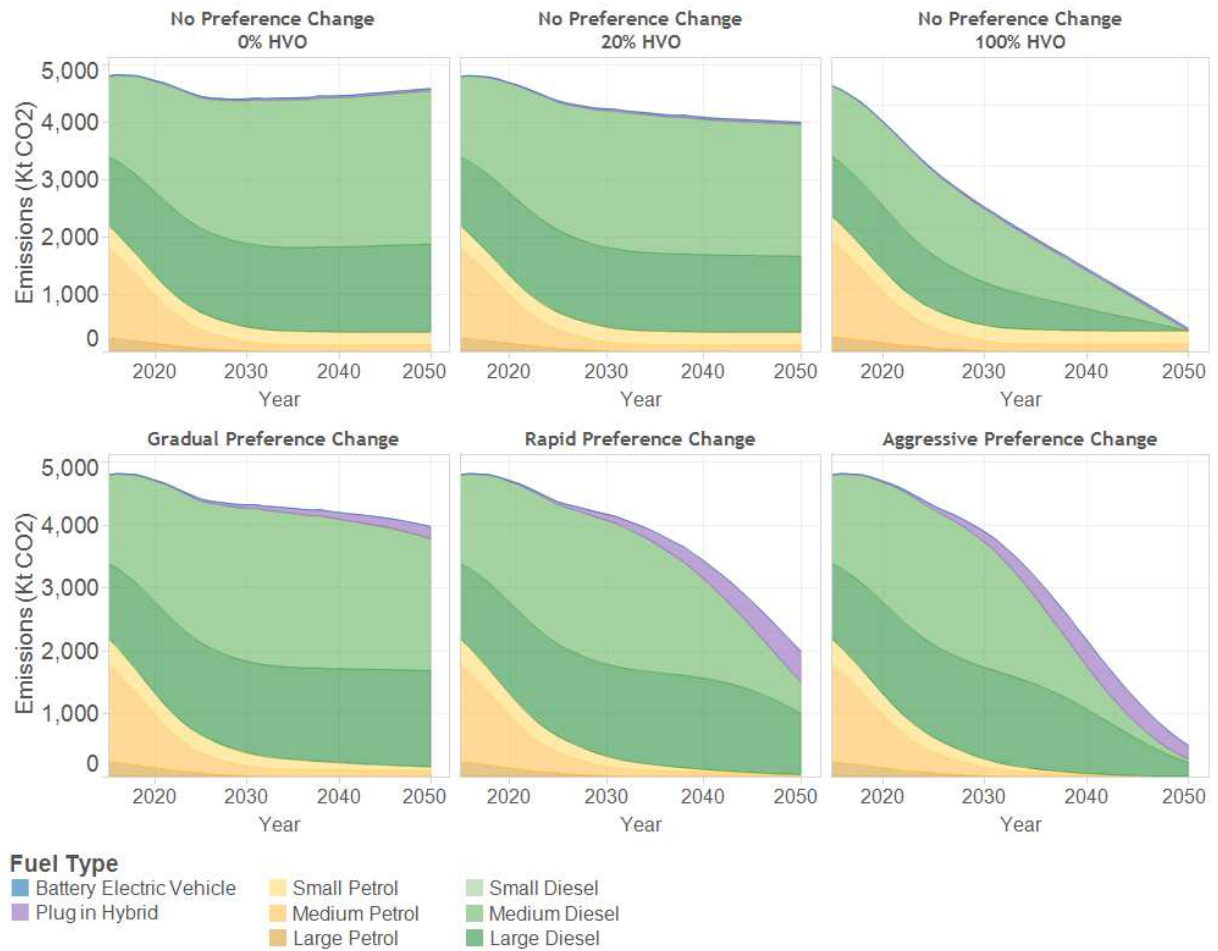 No Preference Change
0% HVO
No Preference Change
20% HVO
No Preference Change
100% HVO
5,000
4,000
3,000
2,000
1,000
0
Emissions (Kt CO2)
2020
2030
2040
2050
Year
2020
2030
2040
2050
Year
2020
2030
2040
2050
Year
Gradual Preference Change
Rapid Preference Change
Aggressive Preference Change
5,000
4,000
3,000
2,000
1,000
0
Emissions (Kt CO2)
2020
2030
2040
2050
Year
2020
2030
2040
2050
Year
2020
2030
2040
2050
Year
Fuel Type
Battery Electric Vehicle
Plug in Hybrid
Small Petrol
Medium Petrol
Large Petrol
Small Diesel
Medium Diesel
Large Diesel